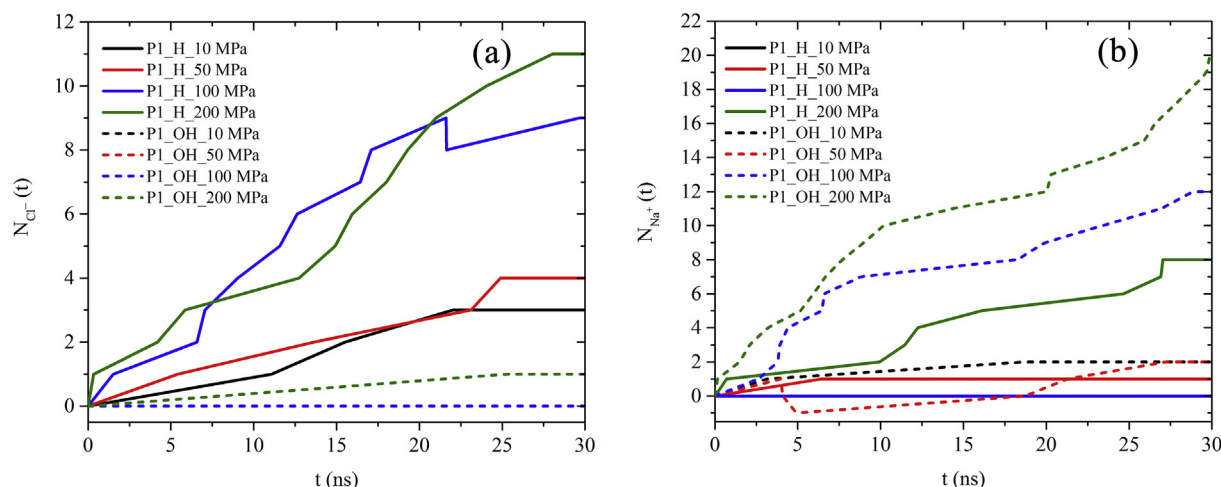 (a)
N Cl⁻ (t)
12
10
8
6
4
2
0
P1_H_10 MPa
P1_H_50 MPa
P1_H_100 MPa
P1_H_200 MPa
P1_OH_10 MPa
P1_OH_50 MPa
P1_OH_100 MPa
P1_OH_200 MPa
0 5 10 15 20 25 30
t (ns)
(b)
N Na⁺ (t)
22
20
18
16
14
12
10
8
6
4
2
0
P1_H_10 MPa
P1_H_50 MPa
P1_H_100 MPa
P1_H_200 MPa
P1_OH_10 MPa
P1_OH_50 MPa
P1_OH_100 MPa
P1_OH_200 MPa
0 5 10 15 20 25 30
t (ns)